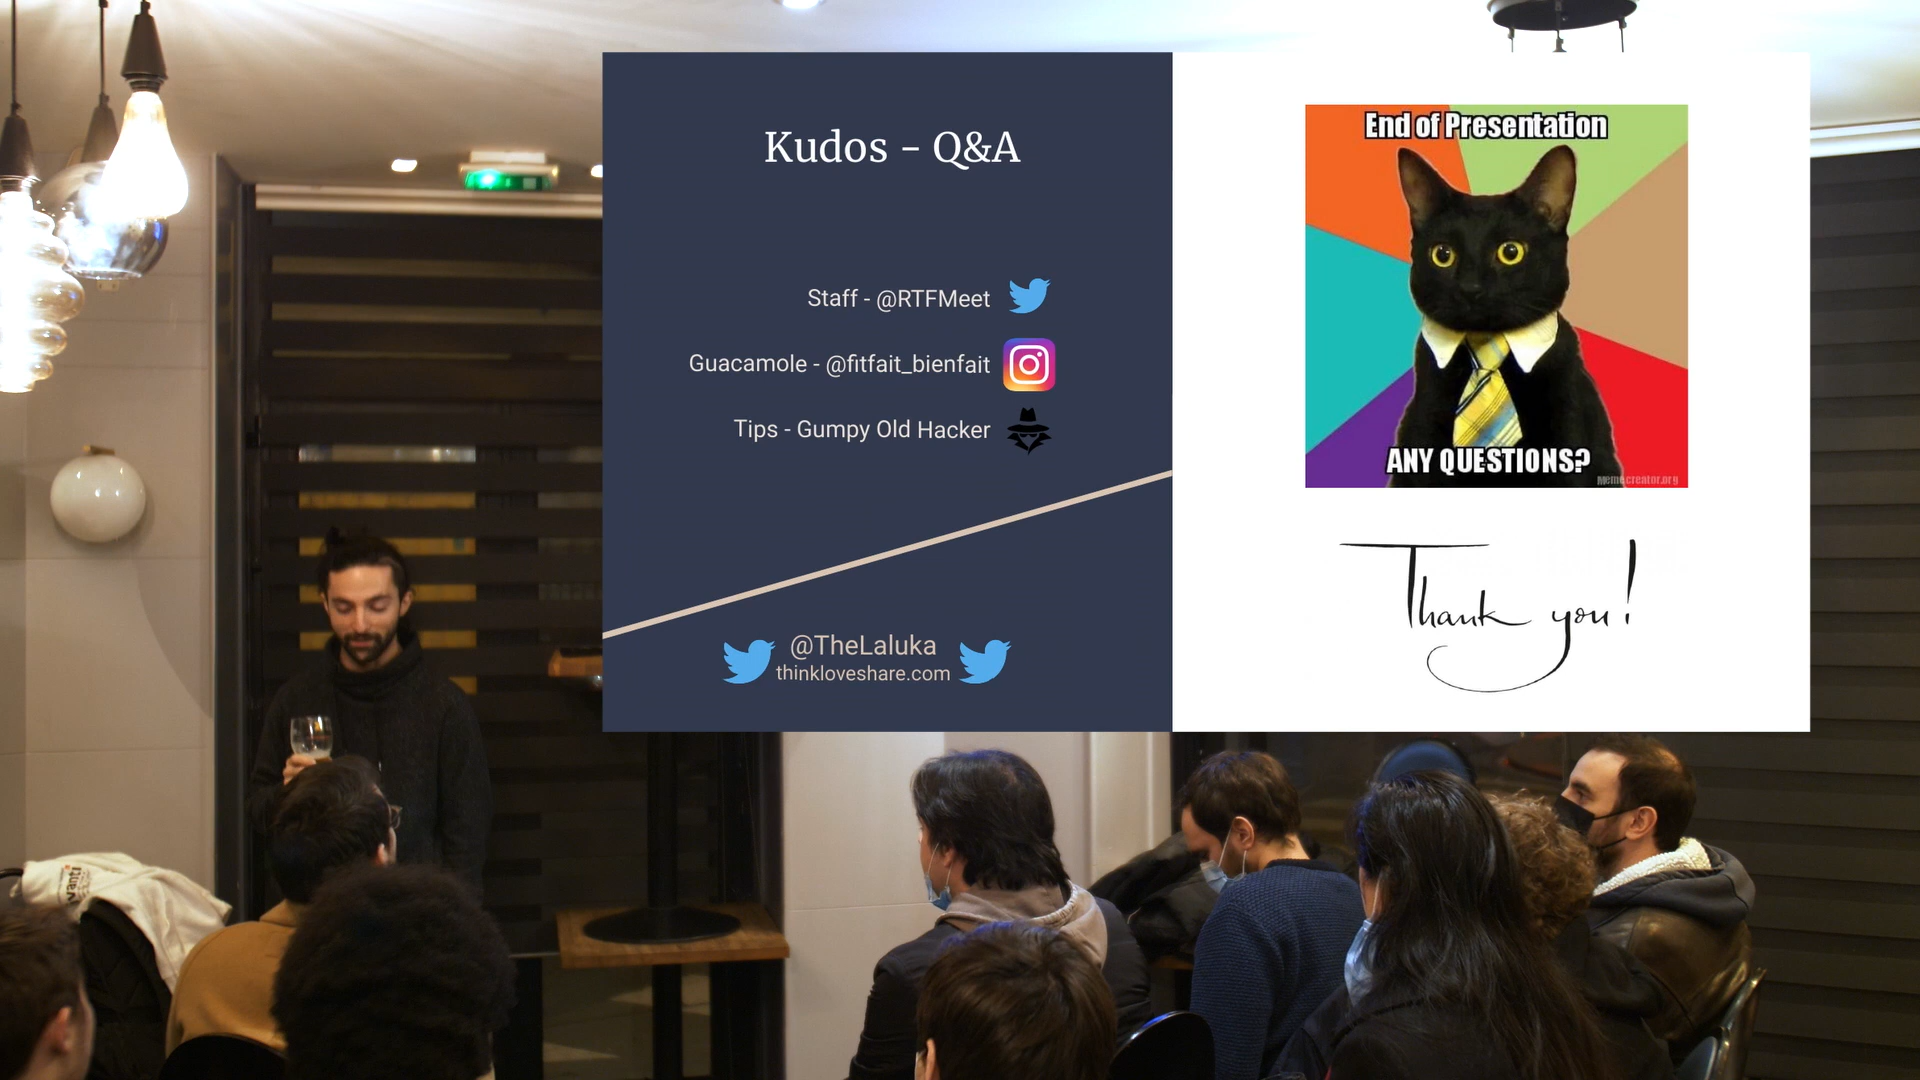 Kudos - Q&A
Staff - @RTFMeet
Guacamole - @fitfait_bienfait
Tips - Gumpy Old Hacker
@TheLaluka
thinkloveshare.com
End of Presentation
ANY QUESTIONS?
Memecreator.org
Thank you!